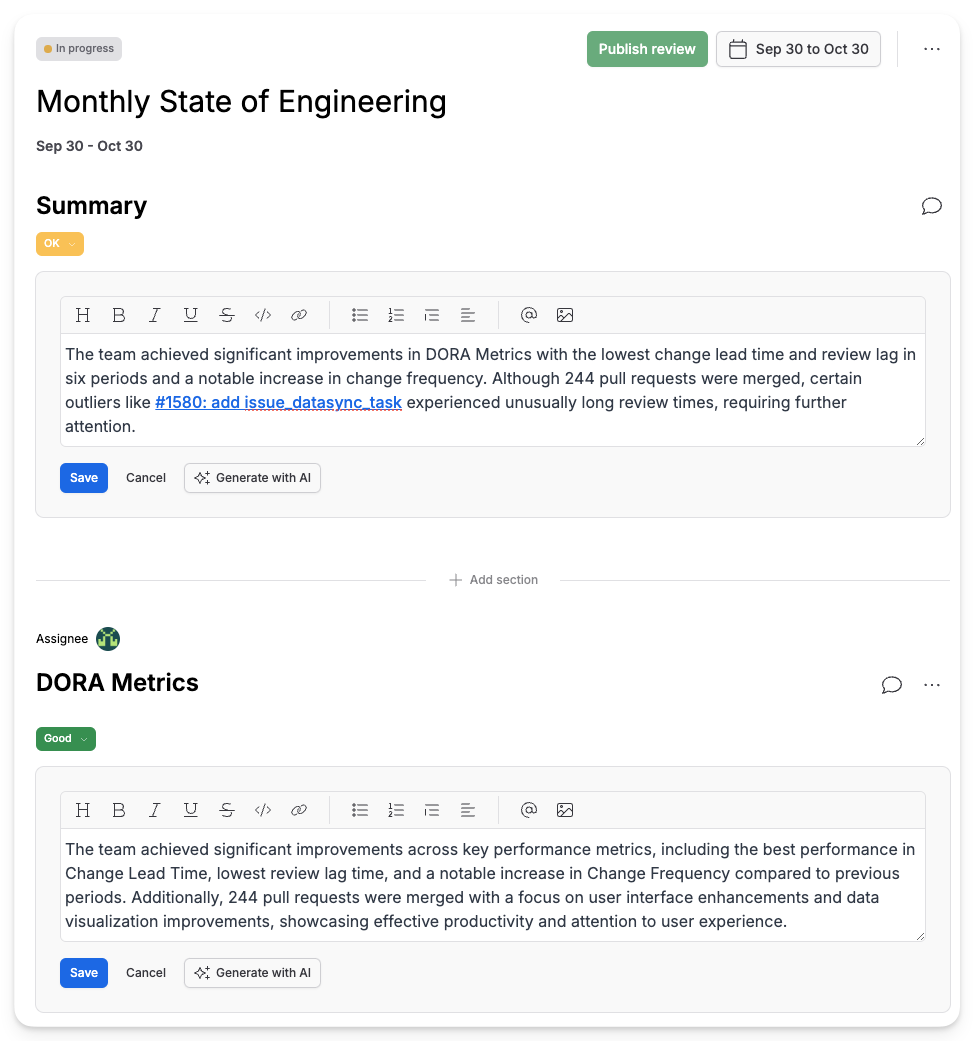 In progress
Publish review
Sep 30 to Oct 30
Monthly State of Engineering
Sep 30 - Oct 30
Summary
OK
The team achieved significant improvements in DORA Metrics with the lowest change lead time and review lag in
six periods and a notable increase in change frequency. Although 244 pull requests were merged, certain
outliers like #1580: add issue_datasync_task experienced unusually long review times, requiring further
attention.
Save Cancel Generate with AI
Add section
Assignee
DORA Metrics
Good
The team achieved significant improvements across key performance metrics, including the best performance in
Change Lead Time, lowest review lag time, and a notable increase in Change Frequency compared to previous
periods. Additionally, 244 pull requests were merged with a focus on user interface enhancements and data
visualization improvements, showcasing effective productivity and attention to user experience.
Save Cancel Generate with AI